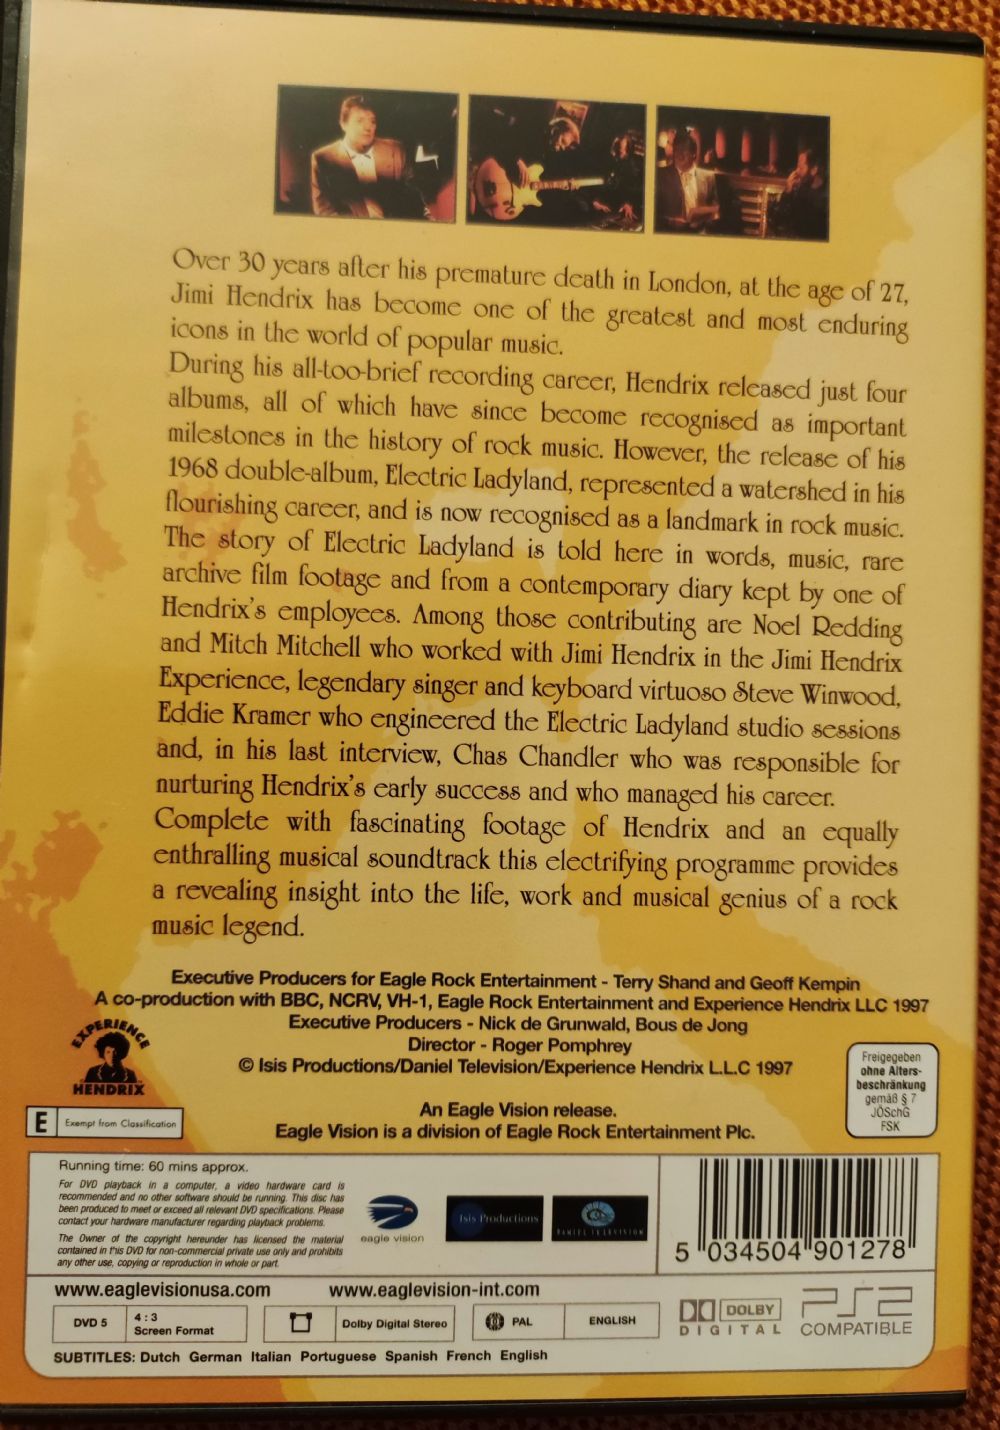 Over 30 years after his premature death in London, at the age of 27,
Jimi Hendrix has become one of the greatest and most enduring
icons in the world of popular music.
During his all-too-brief recording career, Hendrix released just four
albums, all of which have since become recognised as important
milestones in the history of rock music. However, the release of his
1968 double-album, Electric Ladyland, represented a watershed in his
flourishing career, and is now recognised as a landmark in rock music.
The story of Electric Ladyland is told here in words, music, rare
archive film footage and from a contemporary diary kept by one of
Hendrix's employees. Among those contributing are Noel Redding
and Mitch Mitchell who worked with Jimi Hendrix in the Jimi Hendrix
Experience, legendary singer and keyboard virtuoso Steve Winwood,
Eddie Kramer who engineered the Electric Ladyland studio sessions
and, in his last interview, Chas Chandler who was responsible for
nurturing Hendrix's early success and who managed his career.
Complete with fascinating footage of Hendrix and an equally
enthralling musical soundtrack this electrifying programme provides
a revealing insight into the life, work and musical genius of a rock
music legend.
Executive Producers for Eagle Rock Entertainment - Terry Shand and Geoff Kempin
A co-production with BBC, NCRV, VH-1, Eagle Rock Entertainment and Experience Hendrix LLC 1997
Executive Producers - Nick de Grunwald, Bous de Jong
Director - Roger Pomphrey
© Isis Productions/Daniel Television/Experience Hendrix L.L.C 1997
EXPERIENCE
HENDRIX
An Eagle Vision release.
Eagle Vision is a division of Eagle Rock Entertainment Plc.
E Exempt from Classification
Freigegeben
ohne Alters-
beschränkung
gemäß § 7
JÖSchG
FSK
Running time: 60 mins approx.
For DVD playback in a computer, a video hardware card is
recommended and no other software should be running. This disc has
been produced to meet or exceed all relevant DVD specifications. Please
contact your hardware manufacturer regarding playback problems.
The Owner of the copyright hereunder has licensed the material
contained in this DVD for non-commercial private use only and prohibits
any other use, copying or reproduction in whole or part.
eagle vision
Isis Productions
DANIEL TELEVISION
5 034504 901278
www.eaglevisionusa.com www.eaglevision-int.com
DVD 5
4 : 3
Screen Format
Dolby Digital Stereo
PAL
ENGLISH
DOLBY
DIGITAL
PS2
COMPATIBLE
SUBTITLES: Dutch German Italian Portuguese Spanish French English